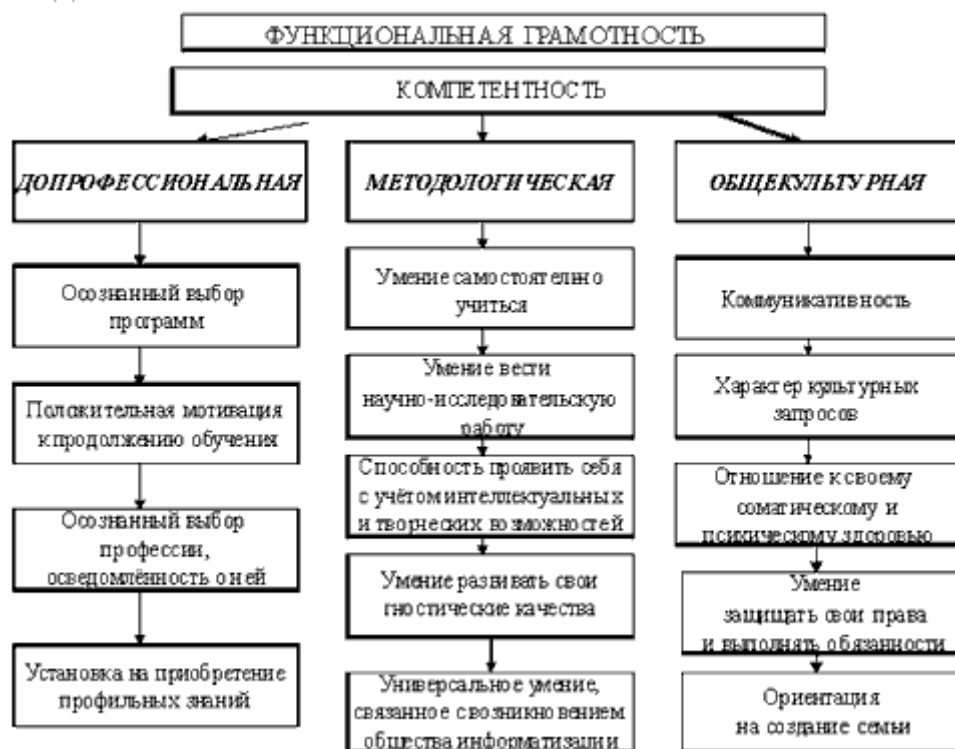 ФУНКЦИОНАЛЬНАЯ ГРАМОТНОСТЬ
КОМПЕТЕНТНОСТЬ
ДОПРОФЕССИОНАЛЬНАЯ
Осознанный выбор
программ
Положительная мотивация
к продолжению обучения
Осознанный выбор
профессии,
осведомлённость о ней
Установка на приобретение
профильных знаний
МЕТОДОЛОГИЧЕСКАЯ
Умение самостоятельно
учиться
Умение вести
научно-исследовательскую
работу
Способность проявить себя
с учётом интеллектуальных
и творческих возможностей
Умение развивать свои
гностические качества
Универсальное умение,
связанное с возникновением
общества информатизации
ОБЩЕКУЛЬТУРНАЯ
Коммуникативность
Характер культурных
запросов
Отношение к своему
соматическому и
психическому здоровью
Умение
защищать свои права
и выполнять обязанности
Ориентация
на создание семьи